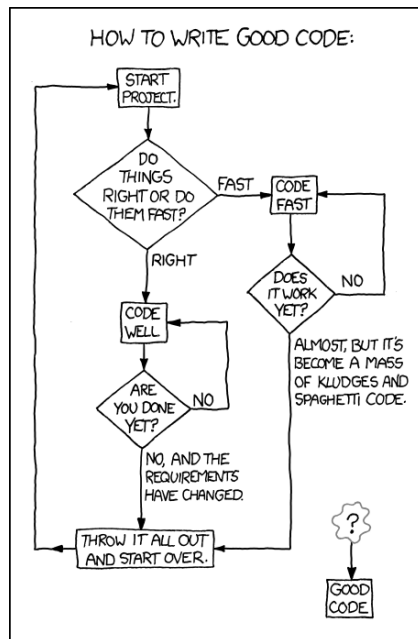 HOW TO WRITE GOOD CODE:
START
PROJECT.
DO
THINGS
RIGHT OR DO
THEM FAST?
FAST
CODE
FAST
RIGHT
DOES
IT WORK
YET?
NO
CODE
WELL
ALMOST, BUT IT'S
BECOME A MASS
OF KLUDGES AND
SPAGHETTI CODE.
ARE
YOU DONE
YET?
NO
NO, AND THE
REQUIREMENTS
HAVE CHANGED.
THROW IT ALL OUT
AND START OVER.
?
GOOD
CODE